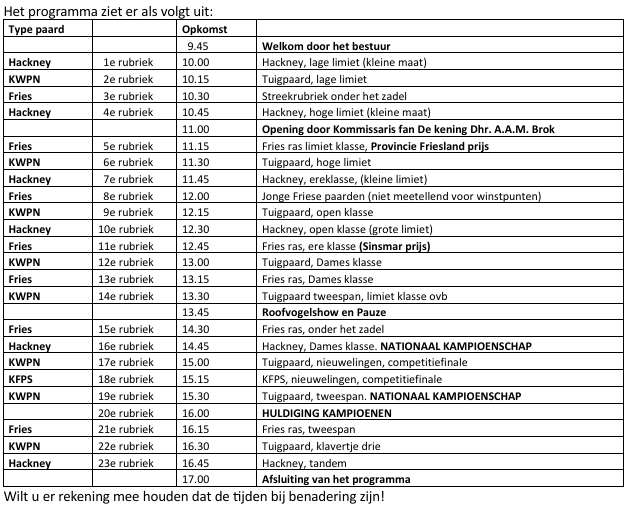 Het programma ziet er als volgt uit:
Type paard Opkomst
9.45 Welkom door het bestuur
Hackney 1e rubriek 10.00 Hackney, lage limiet (kleine maat)
KWPN 2e rubriek 10.15 Tuigpaard, lage limiet
Fries 3e rubriek 10.30 Streekrubriek onder het zadel
Hackney 4e rubriek 10.45 Hackney, hoge limiet (kleine maat)
11.00 Opening door Kommissaris fan De kening Dhr. A.A.M. Brok
Fries 5e rubriek 11.15 Fries ras limiet klasse, Provincie Friesland prijs
KWPN 6e rubriek 11.30 Tuigpaard, hoge limiet
Hackney 7e rubriek 11.45 Hackney, ereklasse, (kleine limiet)
Fries 8e rubriek 12.00 Jonge Friese paarden (niet meetellend voor winstpunten)
KWPN 9e rubriek 12.15 Tuigpaard, open klasse
Hackney 10e rubriek 12.30 Hackney, open klasse (grote limiet)
Fries 11e rubriek 12.45 Fries ras, ere klasse (Sinsmar prijs)
KWPN 12e rubriek 13.00 Tuigpaard, Dames klasse
Fries 13e rubriek 13.15 Fries ras, Dames klasse
KWPN 14e rubriek 13.30 Tuigpaard tweespan, limiet klasse ovb
13.45 Roofvogelshow en Pauze
Fries 15e rubriek 14.30 Fries ras, onder het zadel
Hackney 16e rubriek 14.45 Hackney, Dames klasse. NATIONAAL KAMPIOENSCHAP
KWPN 17e rubriek 15.00 Tuigpaard, nieuwelingen, competitiefinale
KFPS 18e rubriek 15.15 KFPS, nieuwelingen, competitiefinale
KWPN 19e rubriek 15.30 Tuigpaard, tweespan. NATIONAAL KAMPIOENSCHAP
20e rubriek 16.00 HULDIGING KAMPIOENEN
Fries 21e rubriek 16.15 Fries ras, tweespan
KWPN 22e rubriek 16.30 Tuigpaard, klavertje drie
Hackney 23e rubriek 16.45 Hackney, tandem
17.00 Afsluiting van het programma
Wilt u er rekening mee houden dat de tijden bij benadering zijn!